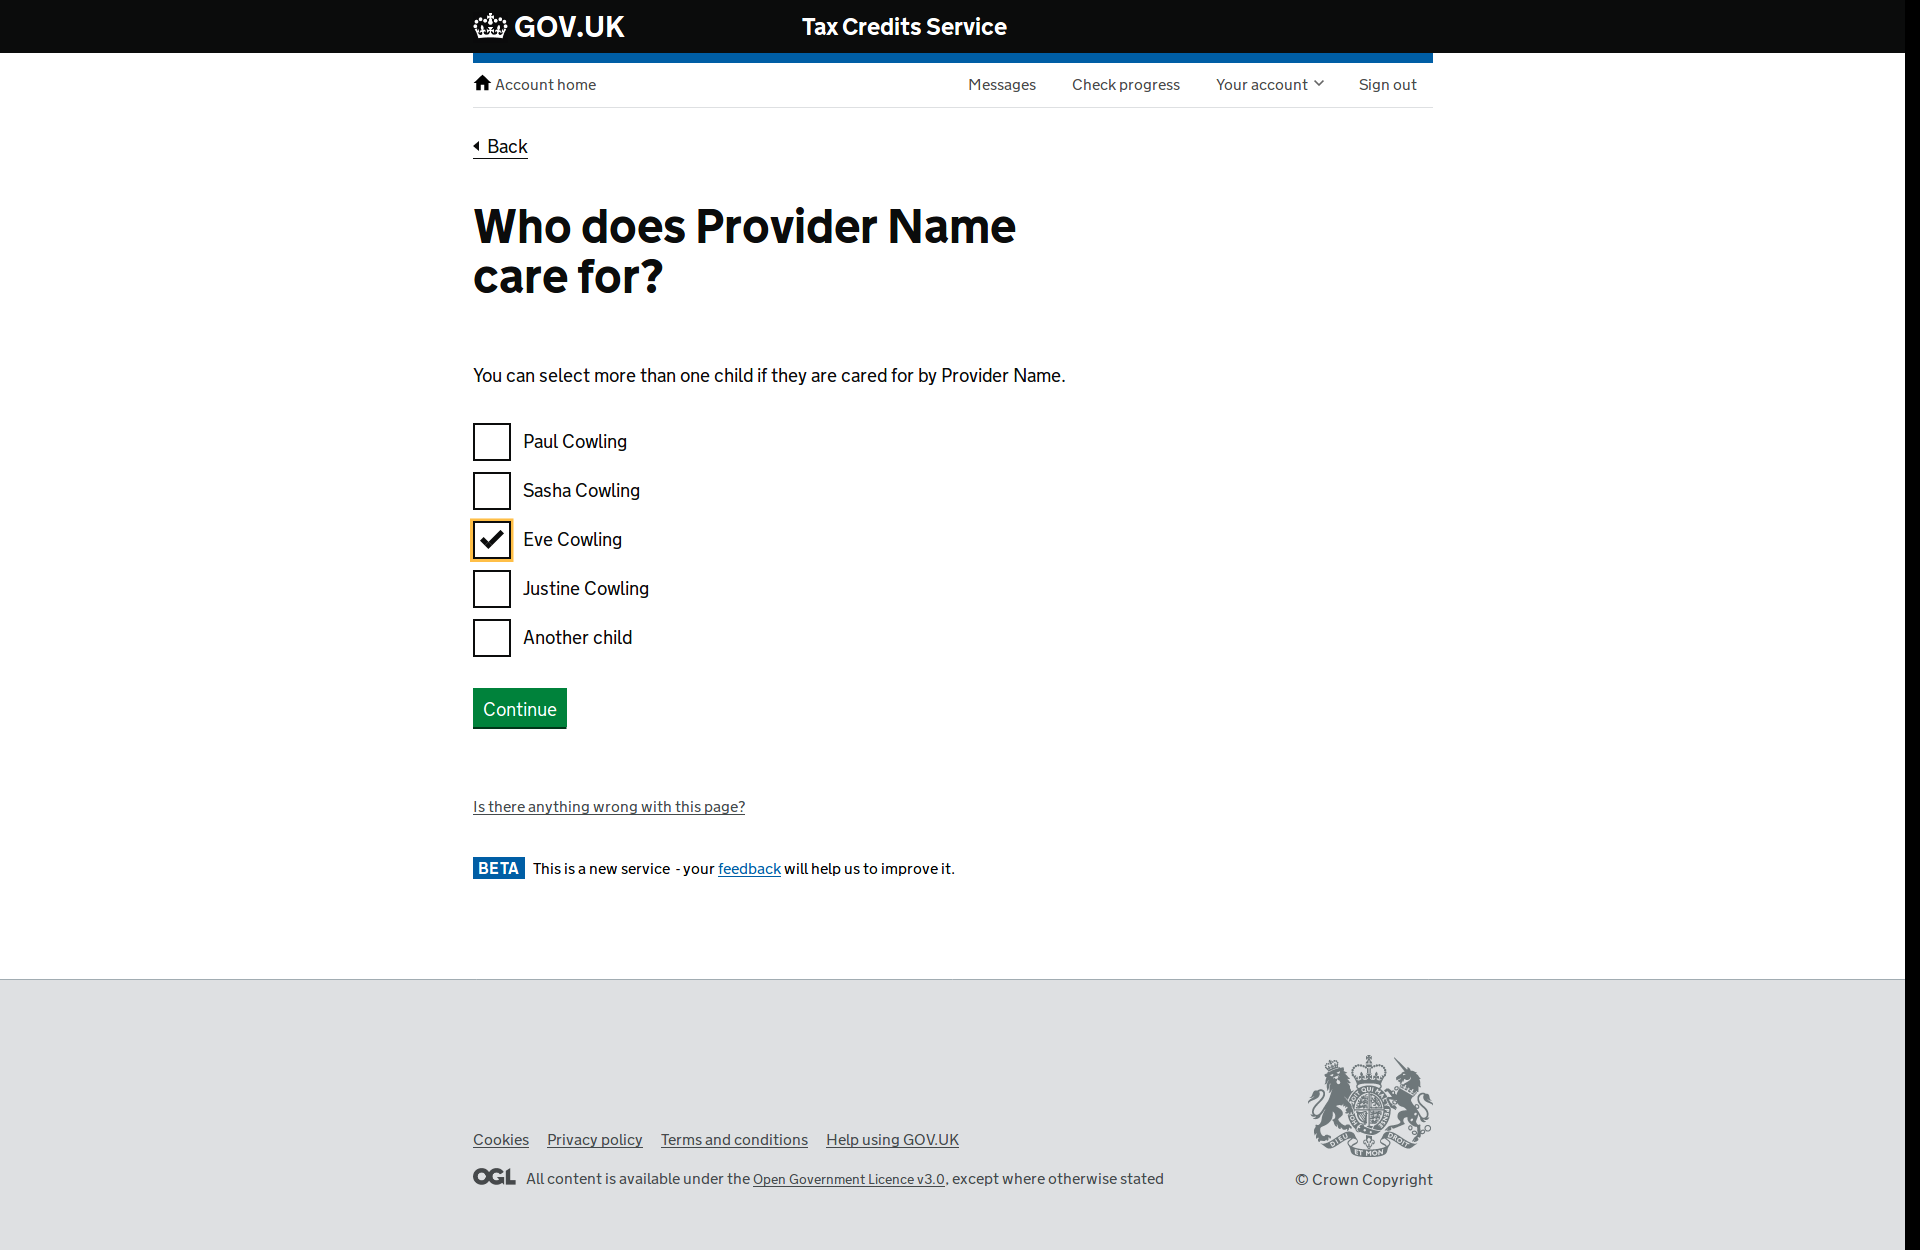 GOV.UK
Tax Credits Service
Account home
Messages
Check progress
Your account
Sign out
Back
Who does Provider Name
care for?
You can select more than one child if they are cared for by Provider Name.
Paul Cowling
Sasha Cowling
Eve Cowling
Justine Cowling
Another child
Continue
Is there anything wrong with this page?
BETA This is a new service - your feedback will help us to improve it.
Cookies
Privacy policy
Terms and conditions
Help using GOV.UK
OGL All content is available under the Open Government Licence v3.0, except where otherwise stated
DIEU ET MON DROIT
© Crown Copyright